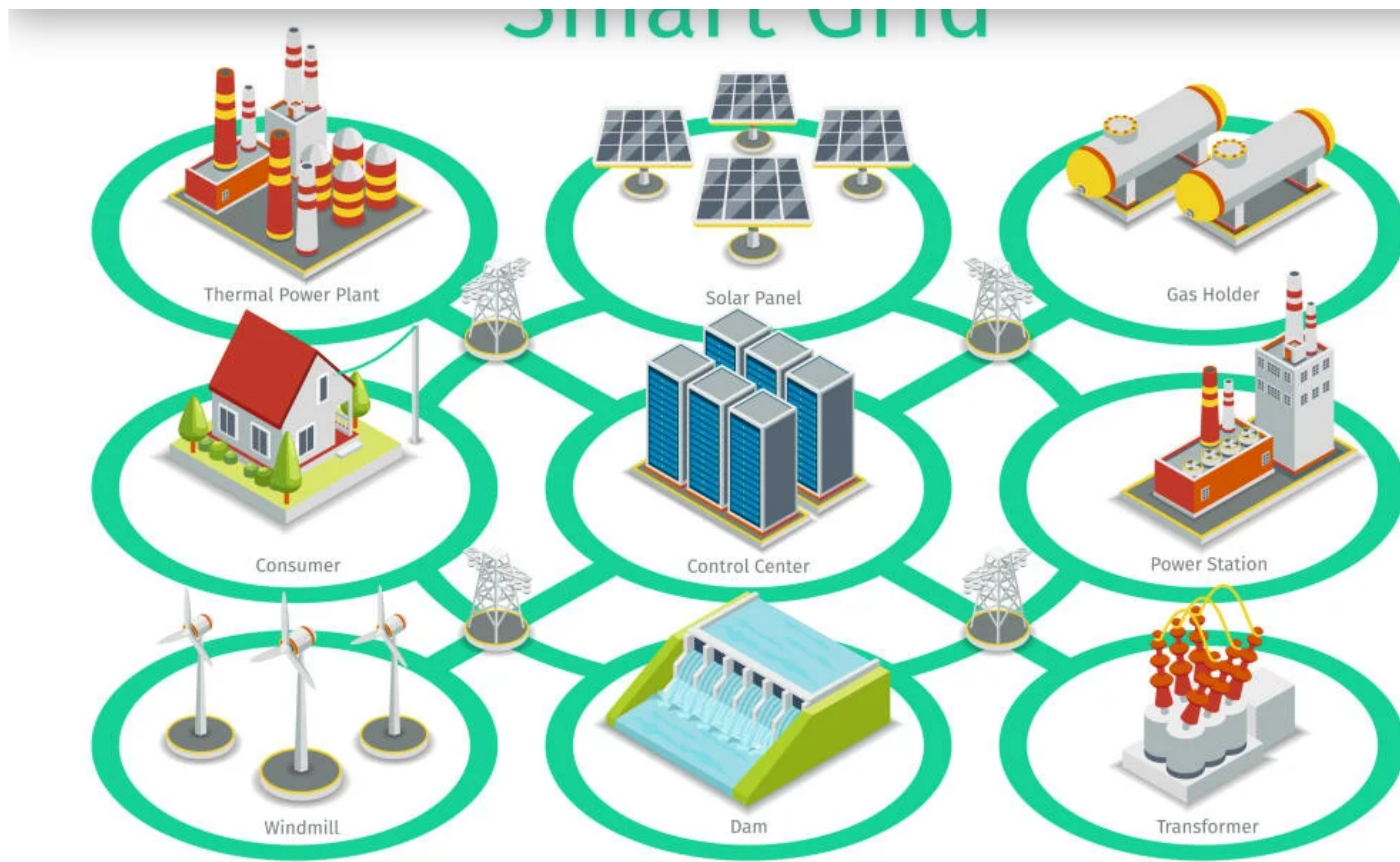 Smart Grid
Thermal Power Plant
Solar Panel
Gas Holder
Consumer
Control Center
Power Station
Windmill
Dam
Transformer